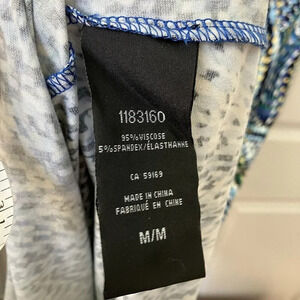 1183160
95%VISCOSE
5%SPANDEX/ÉLASTHANNE
CA 59169
MADE IN CHINA
FABRIQUÉ EN CHINE
M/M